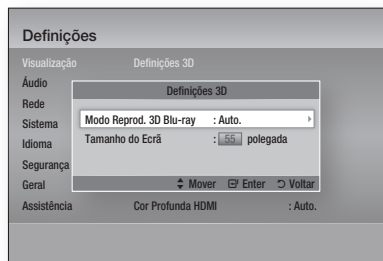 Definições
Visualização Definições 3D
Áudio
Definições 3D
Rede
Sistema
Modo Reprod. 3D Blu-ray : Auto.
Idioma
Tamanho do Ecrã : 55 polegada
Segurança
Geral
Mover Enter Voltar
Assistência Cor Profunda HDMI : Auto.